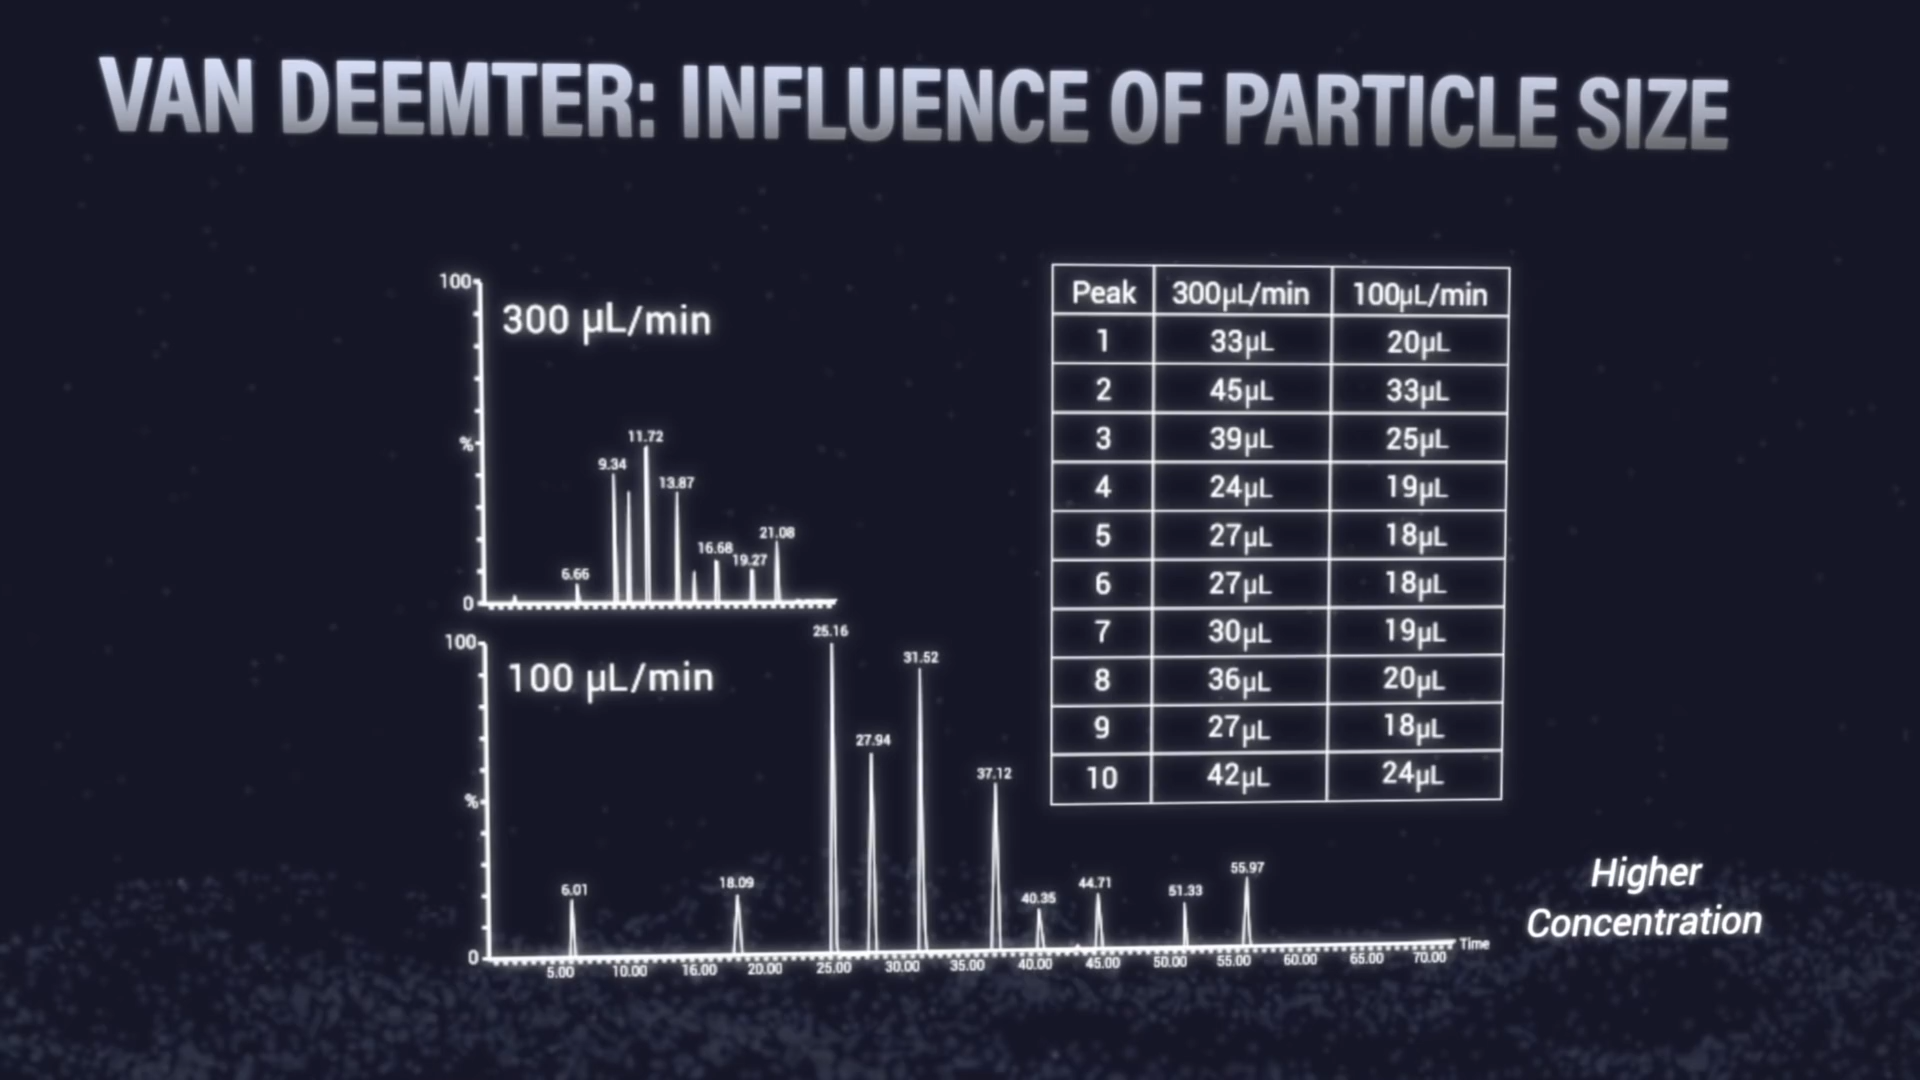 VAN DEEMTER: INFLUENCE OF PARTICLE SIZE
100
300 µL/min
%
11.72
9.34
13.87
21.08
16.68
19.27
6.66
0
100
100 µL/min
%
25.16
31.52
27.94
37.12
6.01
18.09
40.35
44.71
51.33
55.97
0
5.00 10.00 16.00 20.00 25.00 30.00 35.00 40.00 45.00 50.00 55.00 60.00 65.00 70.00 Time
Peak 300µL/min 100µL/min
1 33µL 20µL
2 45µL 33µL
3 39µL 25µL
4 24µL 19µL
5 27µL 18µL
6 27µL 18µL
7 30µL 19µL
8 36µL 20µL
9 27µL 18µL
10 42µL 24µL
Higher
Concentration